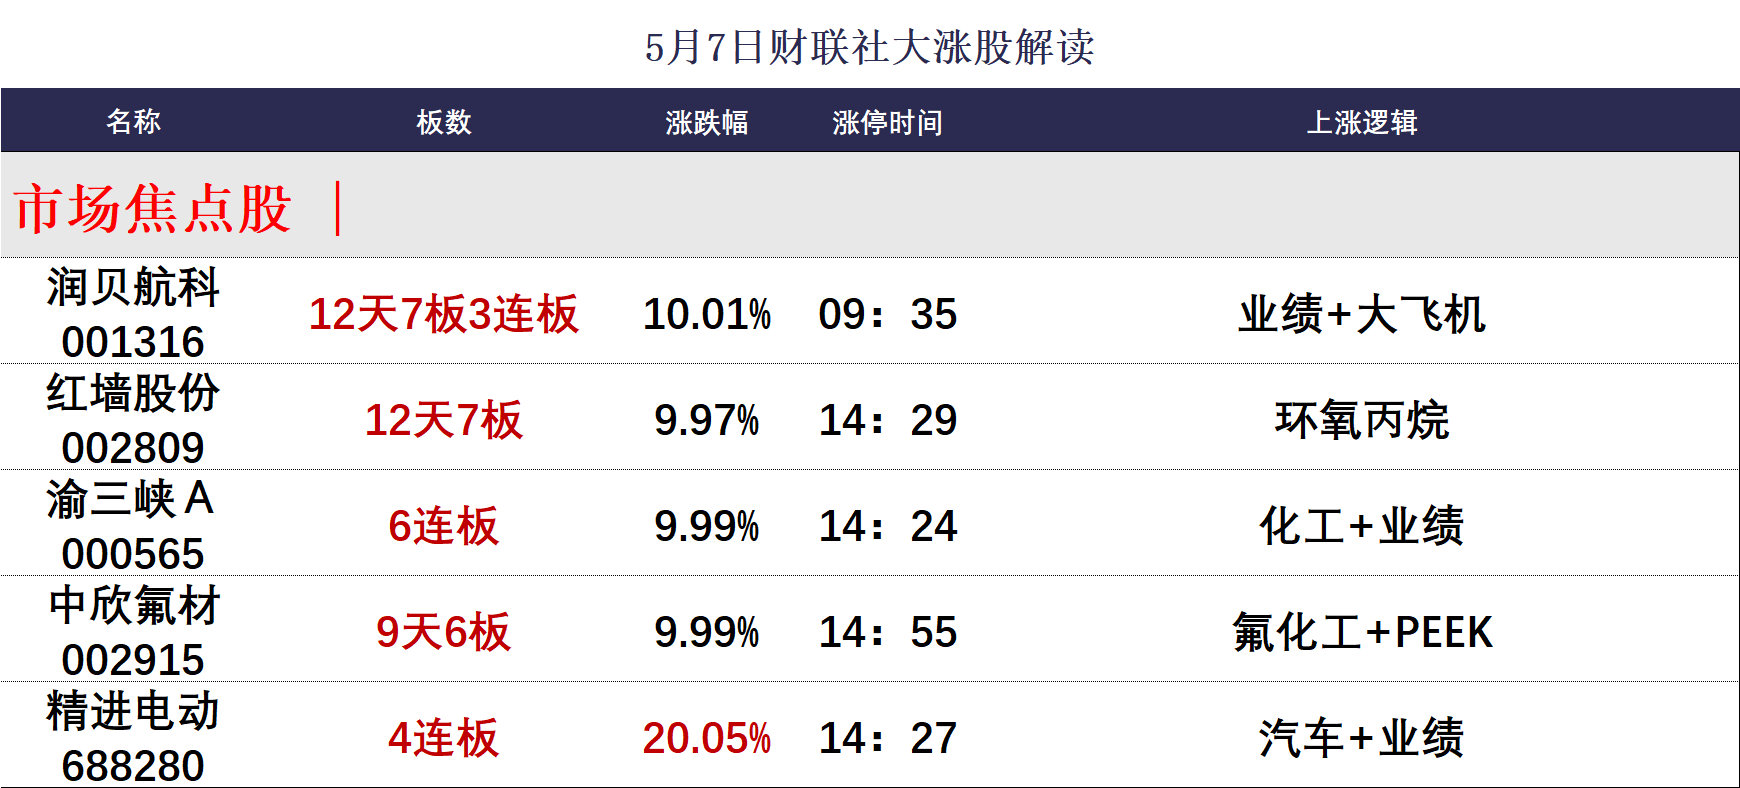 5月7日财联社大涨股解读
名称 板数 涨跌幅 涨停时间 上涨逻辑
市场焦点股 ｜
润贝航科
001316
12天7板3连板 10.01% 09：35 业绩+大飞机
红墙股份
002809
12天7板 9.97% 14：29 环氧丙烷
渝三峡Ａ
000565
6连板 9.99% 14：24 化工+业绩
中欣氟材
002915
9天6板 9.99% 14：55 氟化工+PEEK
精进电动
688280
4连板 20.05% 14：27 汽车+业绩